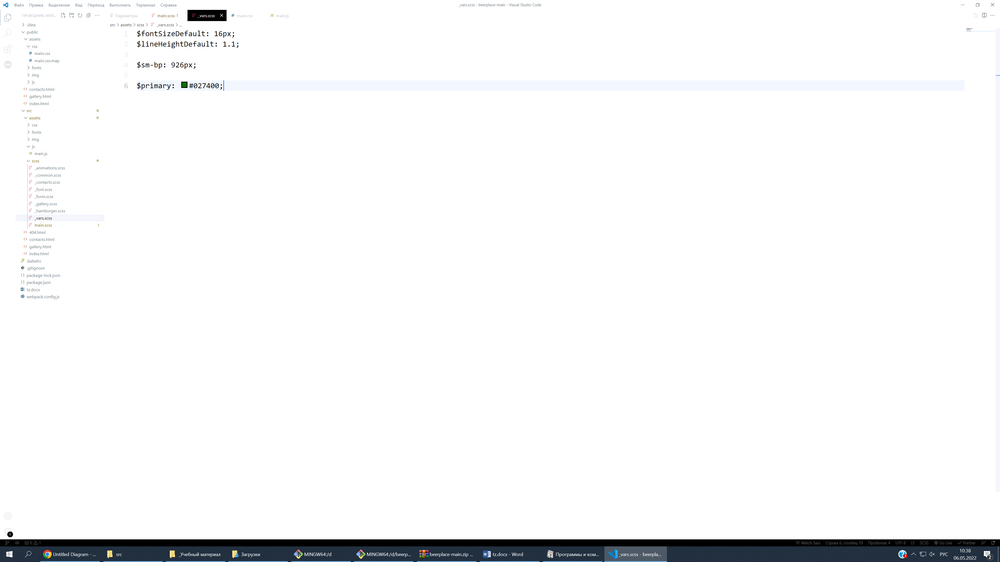 Файл Правка Выделение Вид Переход Выполнить Терминал Справка
_vars.scss - beerplace-main - Visual Studio Code
ПРОВОДНИК: BEER...
Параметры
main.scss 1
_vars.scss
main.css
JS main.js
src > assets > scss > _vars.scss > ...
.idea
public
assets
css
main.css
main.css.map
fonts
img
js
contacts.html
gallery.html
index.html
src
assets
css
fonts
img
js
JS main.js
scss
_animations.scss
_common.scss
_contacts.scss
_font.scss
_form.scss
_gallery.scss
_hamburger.scss
_vars.scss
main.scss 1
404.html
contacts.html
gallery.html
index.html
.babelrc
.gitignore
package-lock.json
package.json
tz.docx
webpack.config.js
1 $fontSizeDefault: 16px;
2 $lineHeightDefault: 1.1;
3
4 $sm-bp: 926px;
5
6 $primary: #027400;
1
0 1
Watch Sass Строка 6, столбец 19 Пробелов: 4 UTF-8 LF SCSS Go Live Prettier
Untitled Diagram - ...
src
_Учебный материал
Загрузки
MINGW64:/d
MINGW64:/d/beerp...
beerplace-main.zip ...
tz.docx - Word
Программы и ком...
_vars.scss - beerpla...
РУС
10:38
06.05.2022
2